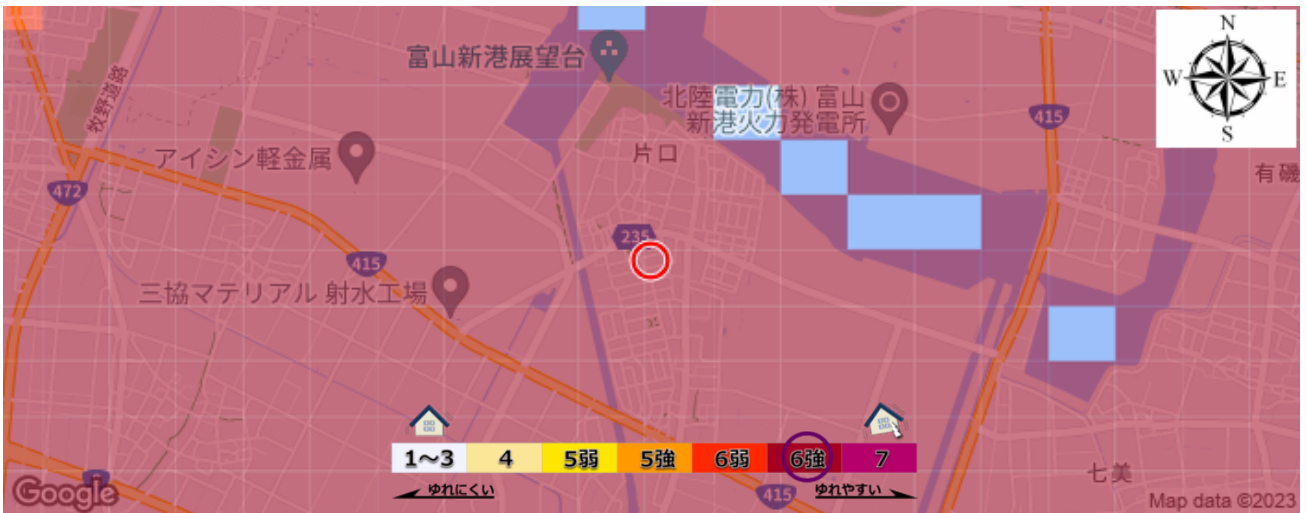 N
W E
S
富山新港展望台
北陸電力(株) 富山
新港火力発電所
415
牧野道路
片口
アイシン軽金属
有磯
472
235
415
三協マテリアル 射水工場
1～3 4 5弱 5強 6弱 6強 7
七美
ゆれにくい ゆれやすい
415
Google
Map data ©2023